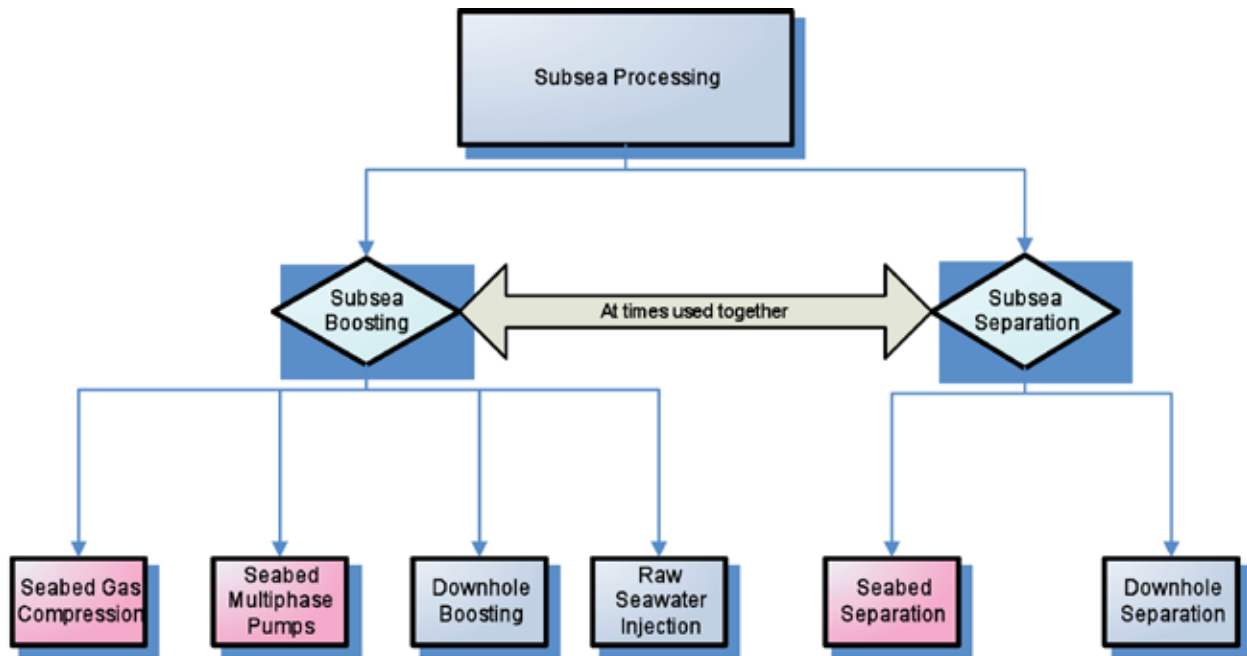 Subsea Processing
Subsea
Boosting
At times used together
Subsea
Separation
Seabed Gas
Compression
Seabed
Multiphase
Pumps
Downhole
Boosting
Raw
Seawater
Injection
Seabed
Separation
Downhole
Separation